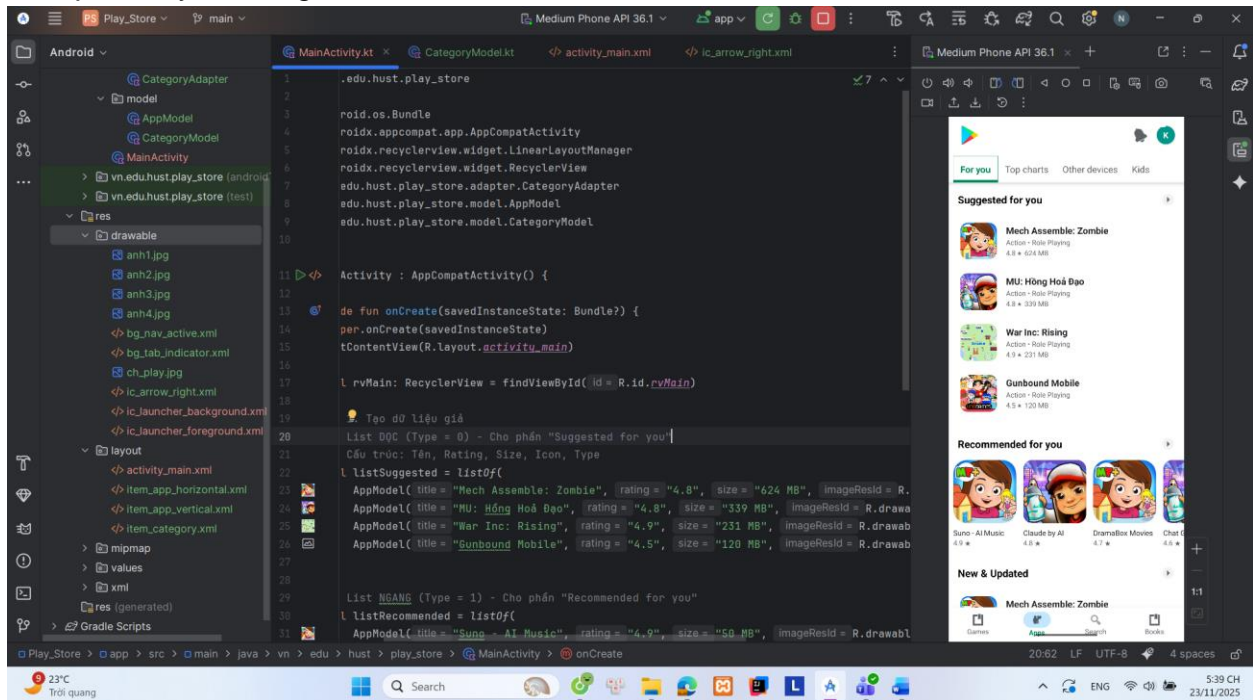 PS Play_Store main
Medium Phone API 36.1 app
N
Android
MainActivity.kt
CategoryModel.kt
activity_main.xml
ic_arrow_right.xml
Medium Phone API 36.1
CategoryAdapter
model
AppModel
CategoryModel
MainActivity
vn.edu.hust.play_store (android
vn.edu.hust.play_store (test)
res
drawable
anh1.jpg
anh2.jpg
anh3.jpg
anh4.jpg
bg_nav_active.xml
bg_tab_indicator.xml
ch_play.jpg
ic_arrow_right.xml
ic_launcher_background.xml
ic_launcher_foreground.xml
layout
activity_main.xml
item_app_horizontal.xml
item_app_vertical.xml
item_category.xml
mipmap
values
xml
res (generated)
Gradle Scripts
7
1 .edu.hust.play_store
2
3 roid.os.Bundle
4 roidx.appcompat.app.AppCompatActivity
5 roidx.recyclerview.widget.LinearLayoutManager
6 roidx.recyclerview.widget.RecyclerView
7 edu.hust.play_store.adapter.CategoryAdapter
8 edu.hust.play_store.model.AppModel
9 edu.hust.play_store.model.CategoryModel
10
11 Activity : AppCompatActivity() {
12
13 de fun onCreate(savedInstanceState: Bundle?) {
14 per.onCreate(savedInstanceState)
15 tContentView(R.layout.activity_main)
16
17 l rvMain: RecyclerView = findViewById( id = R.id.rvMain)
18
19 Tạo dữ liệu giả
20 List DỌC (Type = 0) - Cho phần "Suggested for you"
21 Cấu trúc: Tên, Rating, Size, Icon, Type
22 l listSuggested = listOf(
23 AppModel( title = "Mech Assemble: Zombie", rating = "4.8", size = "624 MB", imageResId = R.
24 AppModel( title = "MU: Hồng Hoả Đạo", rating = "4.8", size = "339 MB", imageResId = R.drawa
25 AppModel( title = "War Inc: Rising", rating = "4.9", size = "231 MB", imageResId = R.drawab
26 AppModel( title = "Gunbound Mobile", rating = "4.5", size = "120 MB", imageResId = R.drawab
27
28
29 List NGANG (Type = 1) - Cho phần "Recommended for you"
30 l listRecommended = listOf(
31 AppModel( title = "Suno - AI Music", rating = "4.9", size = "50 MB", imageResId = R.drawabl
K
For you Top charts Other devices Kids
Suggested for you
Mech Assemble: Zombie
Action • Role Playing
4.8 ★ 624 MB
MU: Hồng Hoả Đạo
Action • Role Playing
4.8 ★ 339 MB
War Inc: Rising
Action • Role Playing
4.9 ★ 231 MB
Gunbound Mobile
Action • Role Playing
4.5 ★ 120 MB
Recommended for you
Suno - AI Music Claude by AI DramaBox Movies Chat
4.9 ★ 4.8 ★ 4.7 ★ 4.6 ★
New & Updated
Mech Assemble: Zombie
Games Apps Search Books
1:1
Play_Store > app > src > main > java > vn > edu > hust > play_store > MainActivity > onCreate
20:62 LF UTF-8 4 spaces
9
23°C
Trời quang
Search
ENG
5:39 CH
23/11/2025